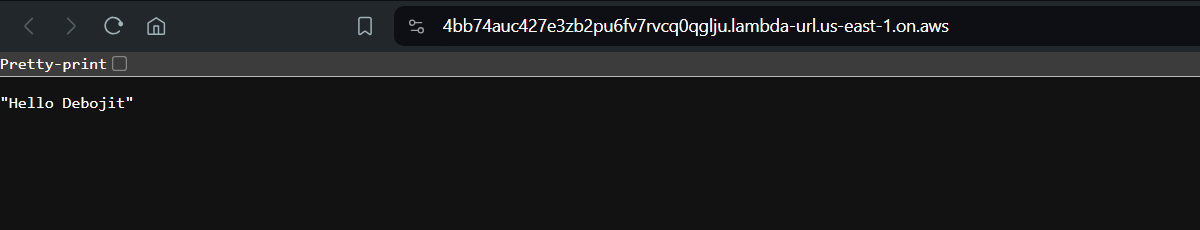 4bb74auc427e3zb2pu6fv7rvcq0qglju.lambda-url.us-east-1.on.aws
Pretty-print
"Hello Debojit"